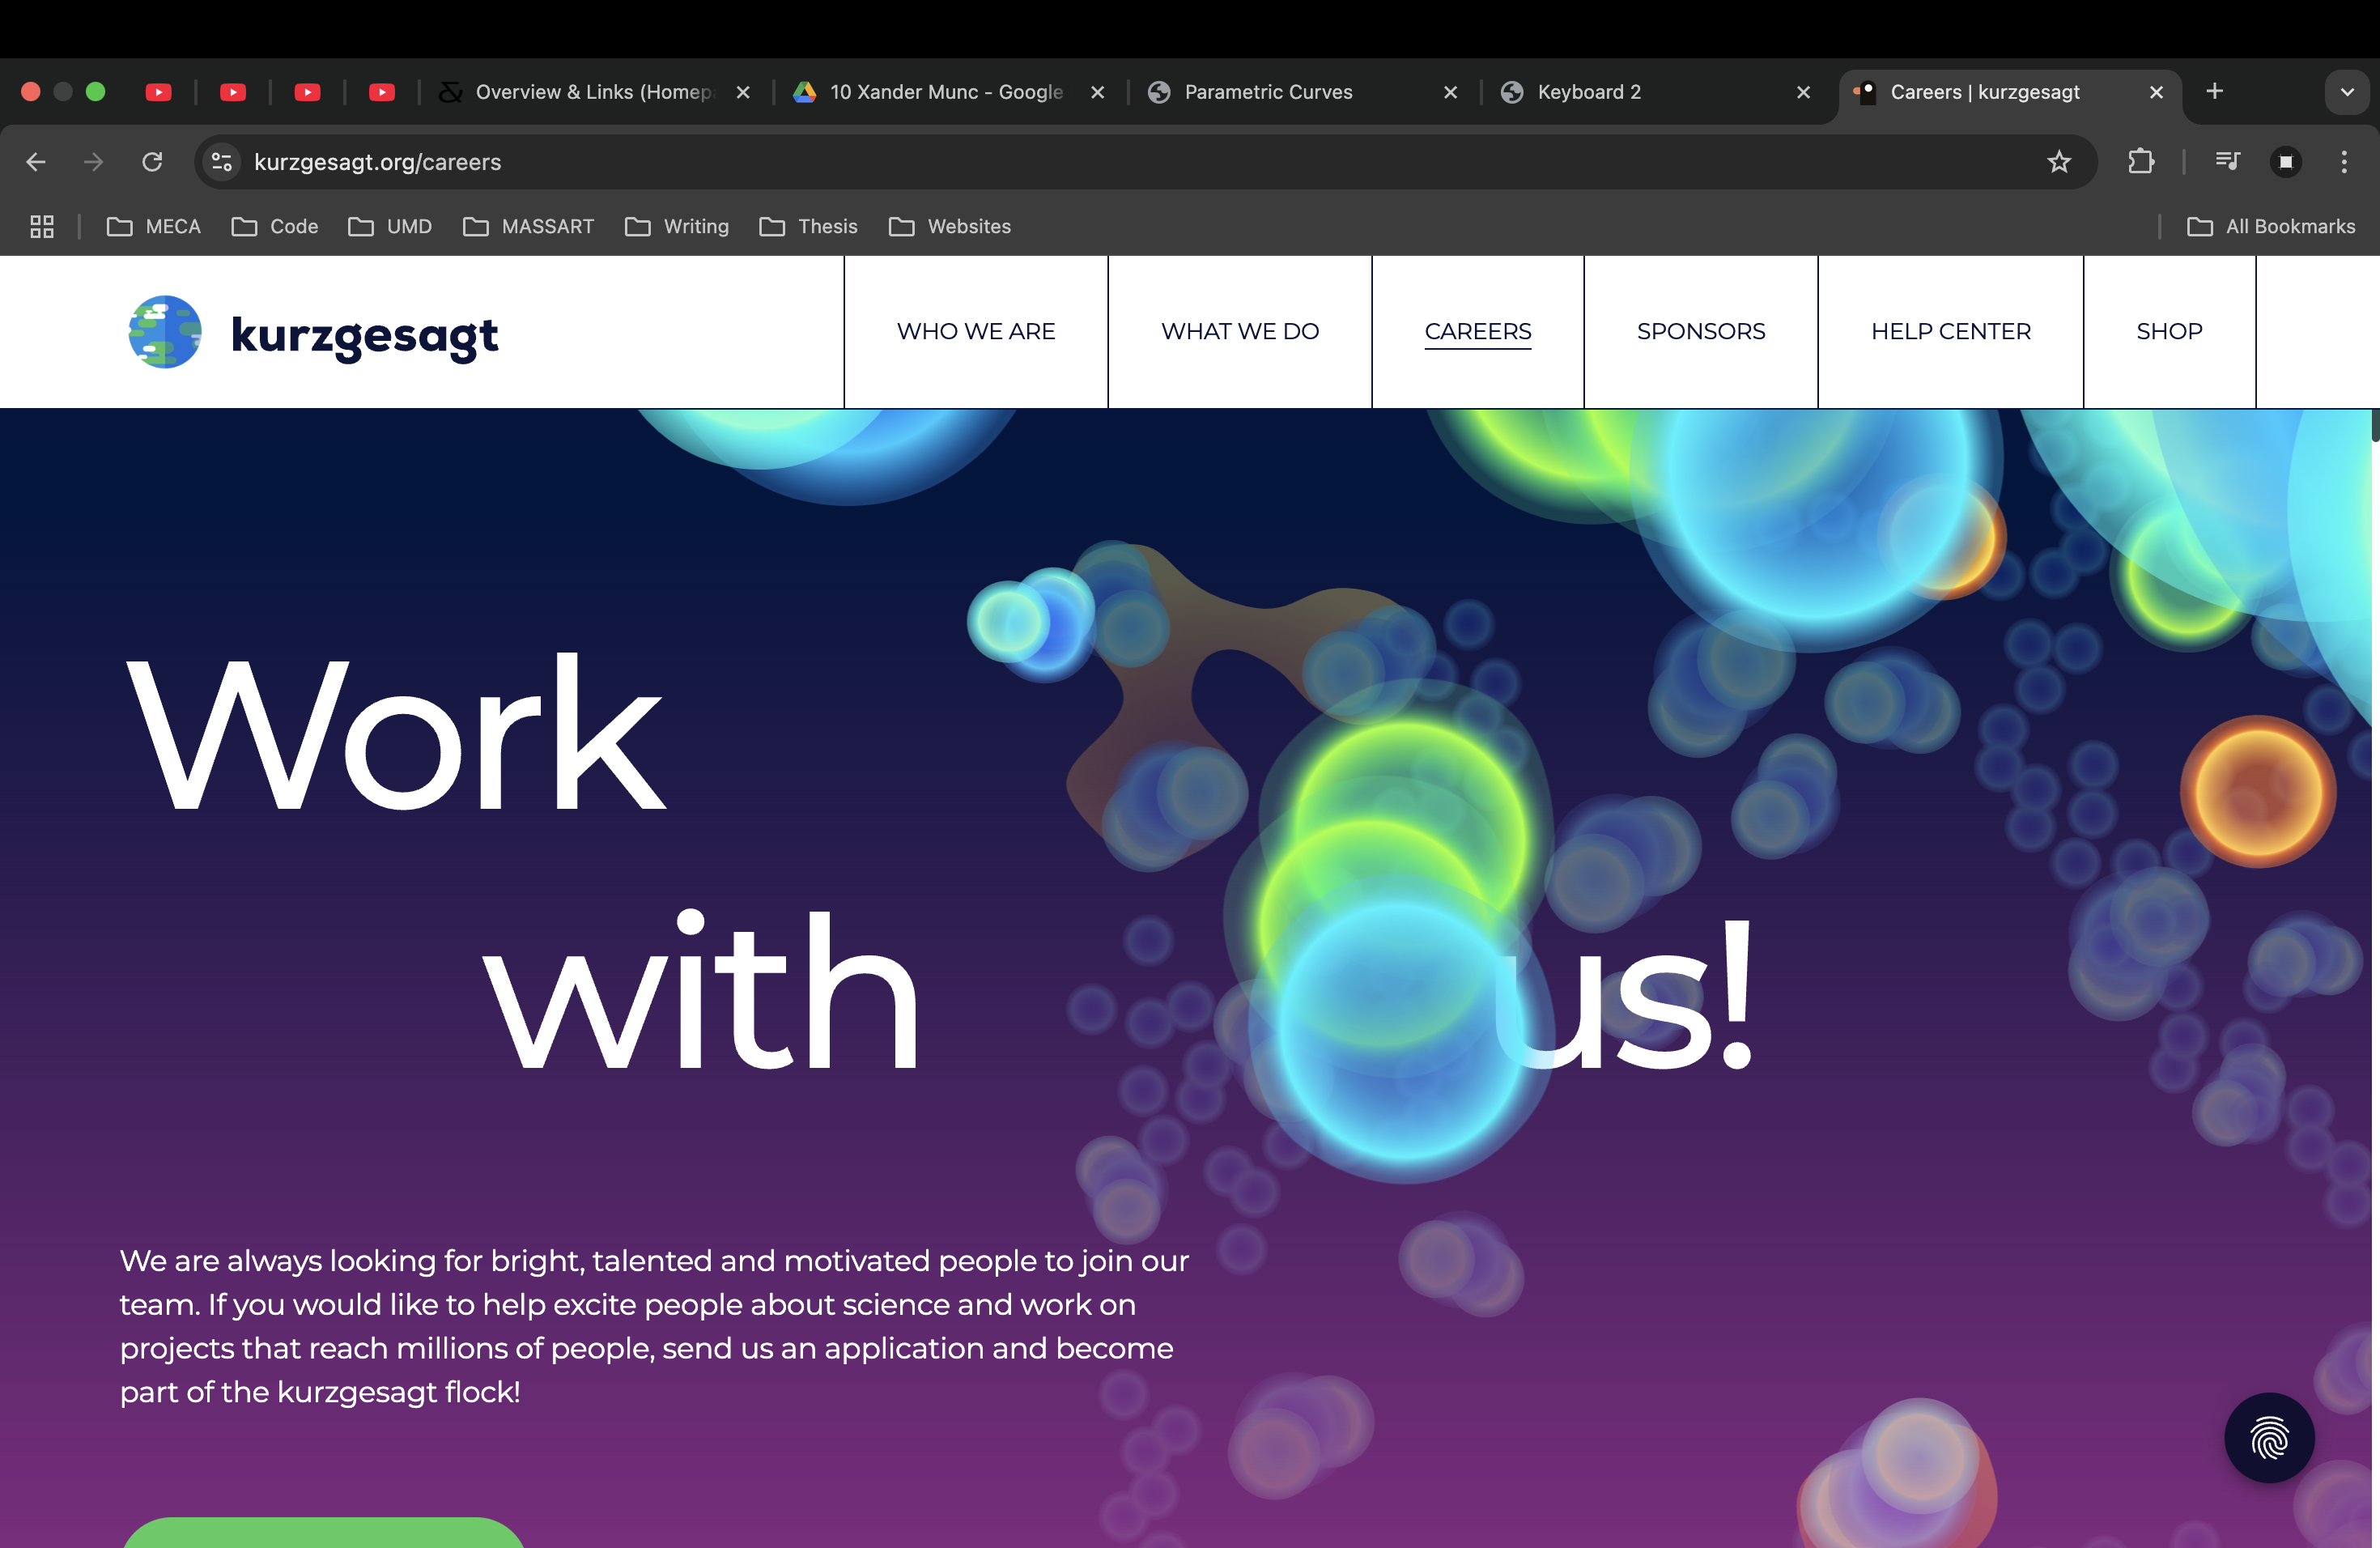 Overview & Links (Homep
10 Xander Munc - Google
Parametric Curves
Keyboard 2
Careers | kurzgesagt
kurzgesagt.org/careers
MECA
Code
UMD
MASSART
Writing
Thesis
Websites
All Bookmarks
kurzgesagt
WHO WE ARE
WHAT WE DO
CAREERS
SPONSORS
HELP CENTER
SHOP
Work
with us!
We are always looking for bright, talented and motivated people to join our
team. If you would like to help excite people about science and work on
projects that reach millions of people, send us an application and become
part of the kurzgesagt flock!